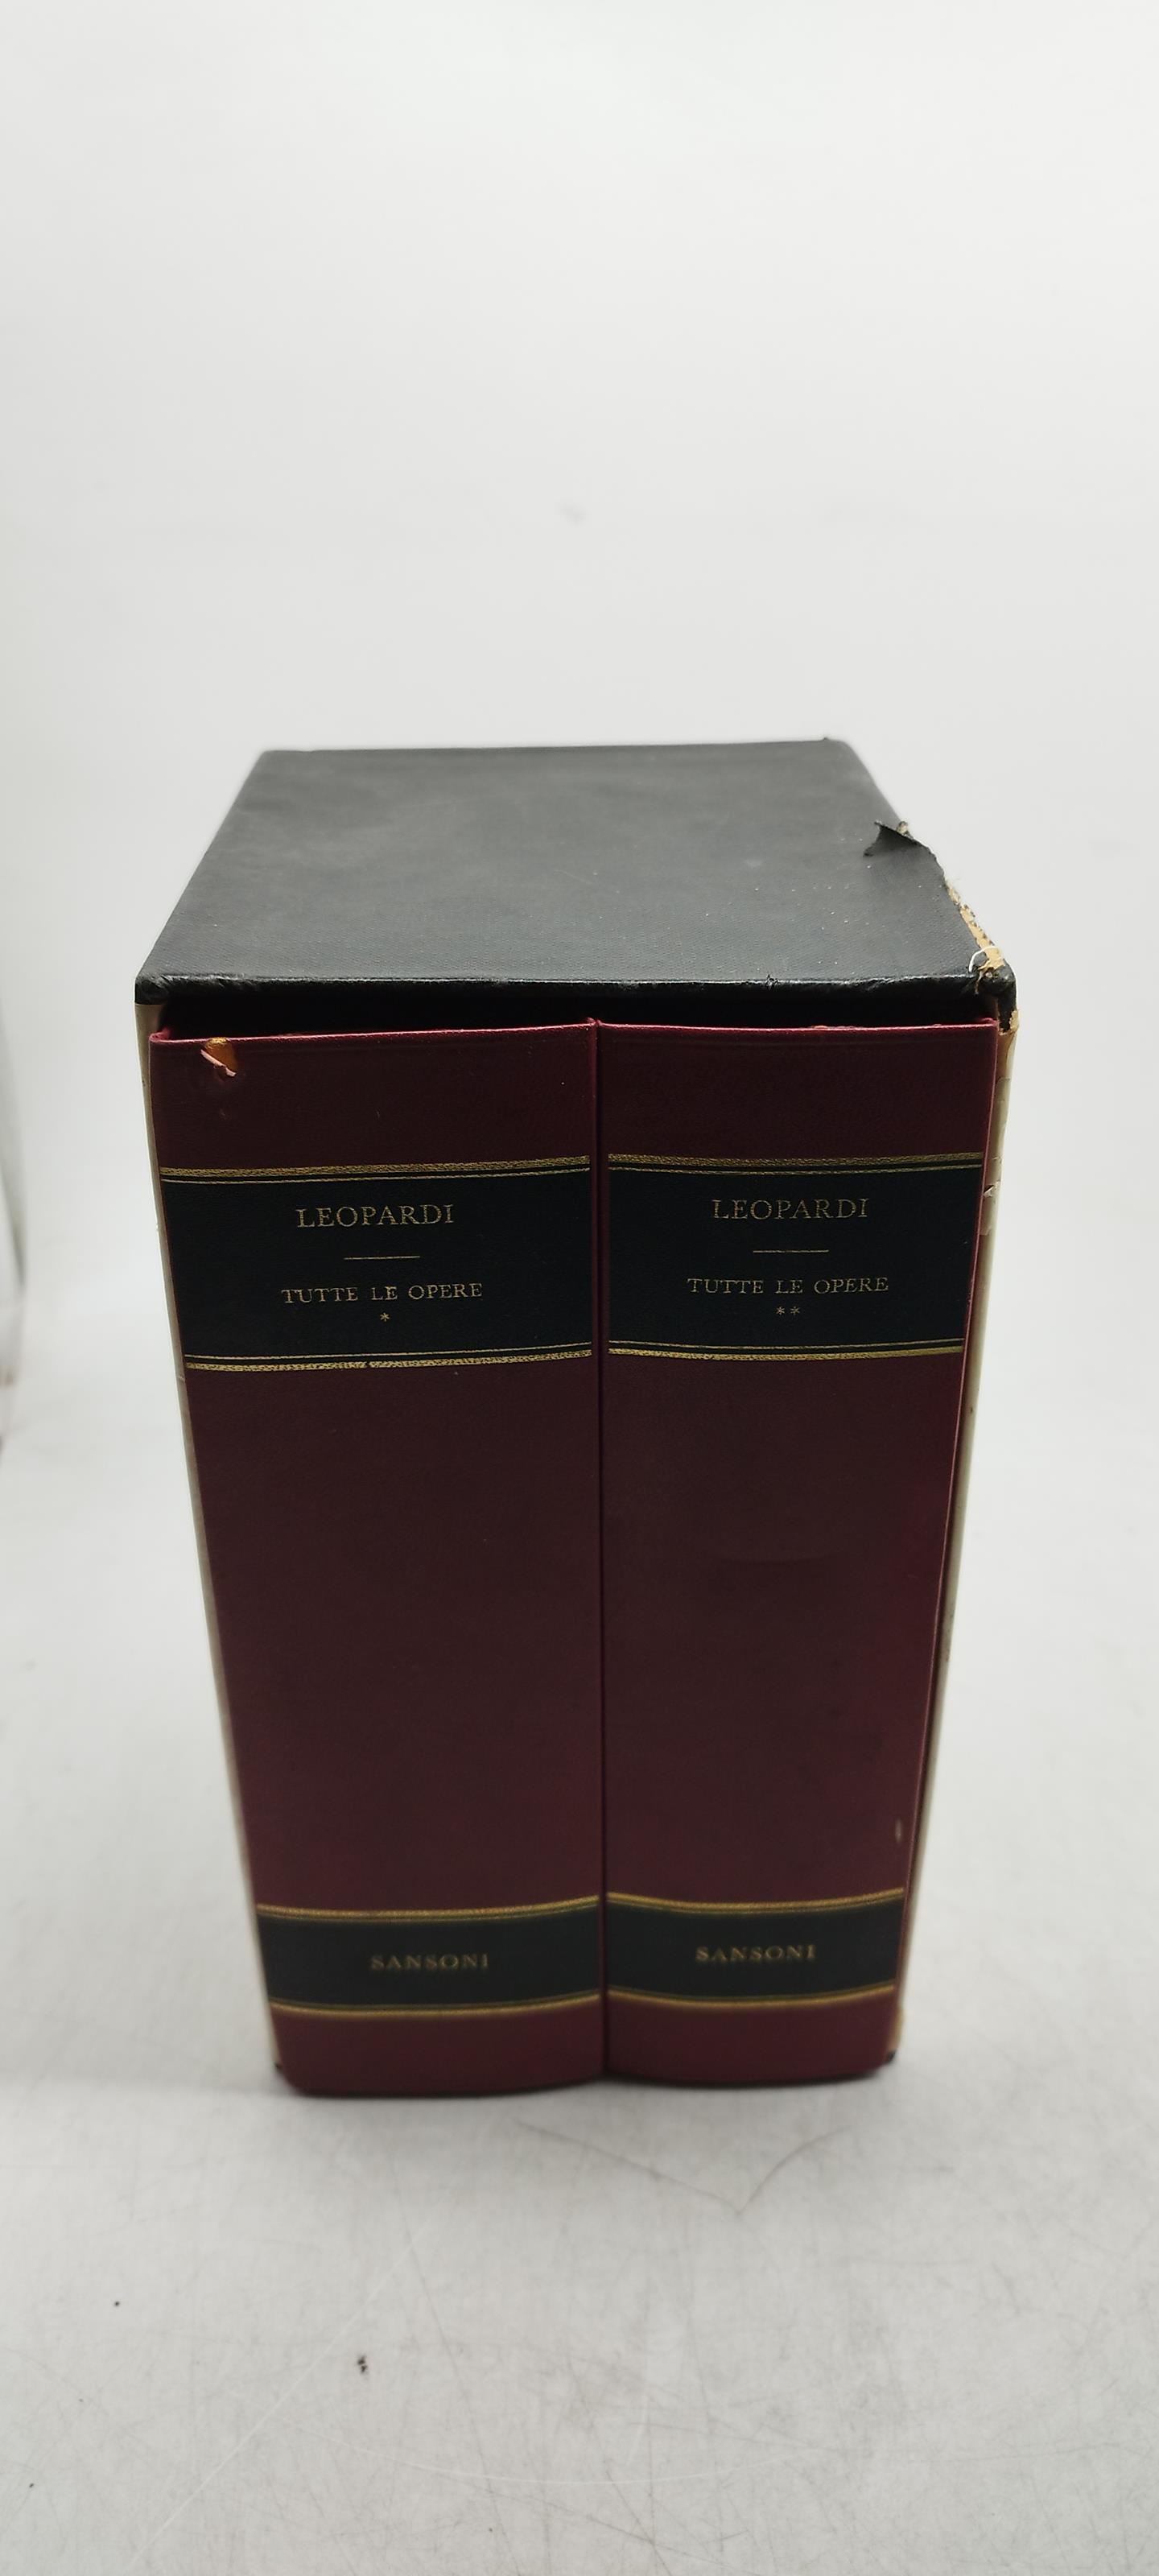 LEOPARDI
TUTTE LE OPERE
*
SANSONI
LEOPARDI
TUTTE LE OPERE
**
SANSONI